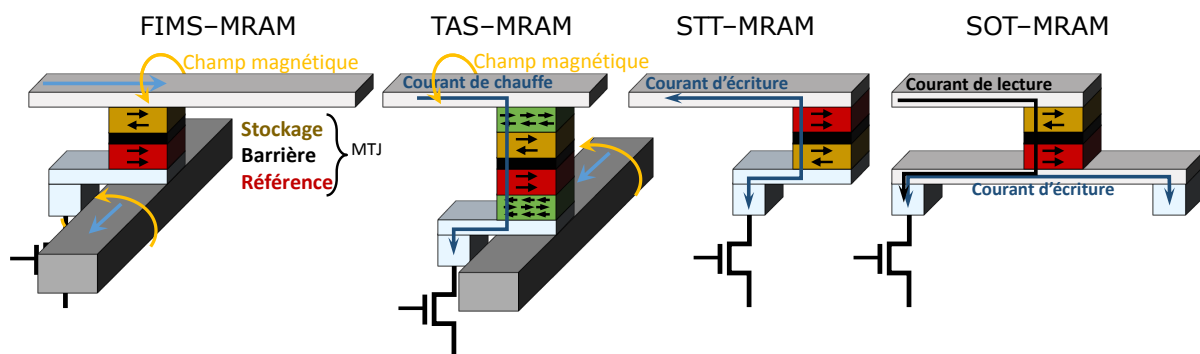 FIMS–MRAM
TAS–MRAM
STT–MRAM
SOT–MRAM
Champ magnétique
Stockage
Barrière
Référence
MTJ
Champ magnétique
Courant de chauffe
Courant d'écriture
Courant de lecture
Courant d'écriture